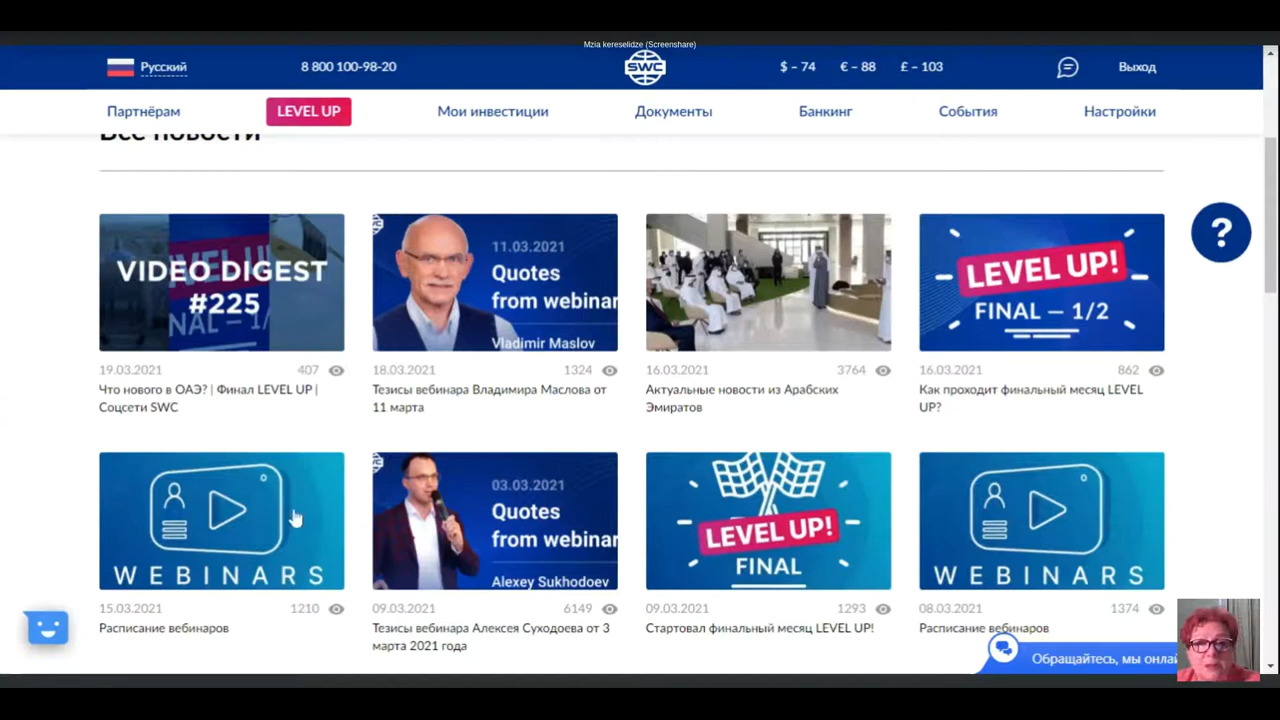 Mzia kereselidze (Screenshare)
Русский
8 800 100-98-20
SWC
$ – 74
€ – 88
£ – 103
Выход
Партнёрам
LEVEL UP
Мои инвестиции
Документы
Банкинг
События
Настройки
Все новости
?
VIDEO DIGEST
#225
19.03.2021
407
Что нового в ОАЭ? | Финал LEVEL UP |
Соцсети SWC
11.03.2021
Quotes
from webinar
Vladimir Maslov
18.03.2021
1324
Тезисы вебинара Владимира Маслова от
11 марта
16.03.2021
3764
Актуальные новости из Арабских
Эмиратов
LEVEL UP!
FINAL – 1/2
16.03.2021
862
Как проходит финальный месяц LEVEL
UP?
WEBINARS
15.03.2021
1210
Расписание вебинаров
03.03.2021
Quotes
from webinar
Alexey Sukhodoev
09.03.2021
6149
Тезисы вебинара Алексея Суходоева от 3
марта 2021 года
LEVEL UP!
FINAL
09.03.2021
1293
Стартовал финальный месяц LEVEL UP!
WEBINARS
08.03.2021
1374
Расписание вебинаров
Обращайтесь, мы онлай